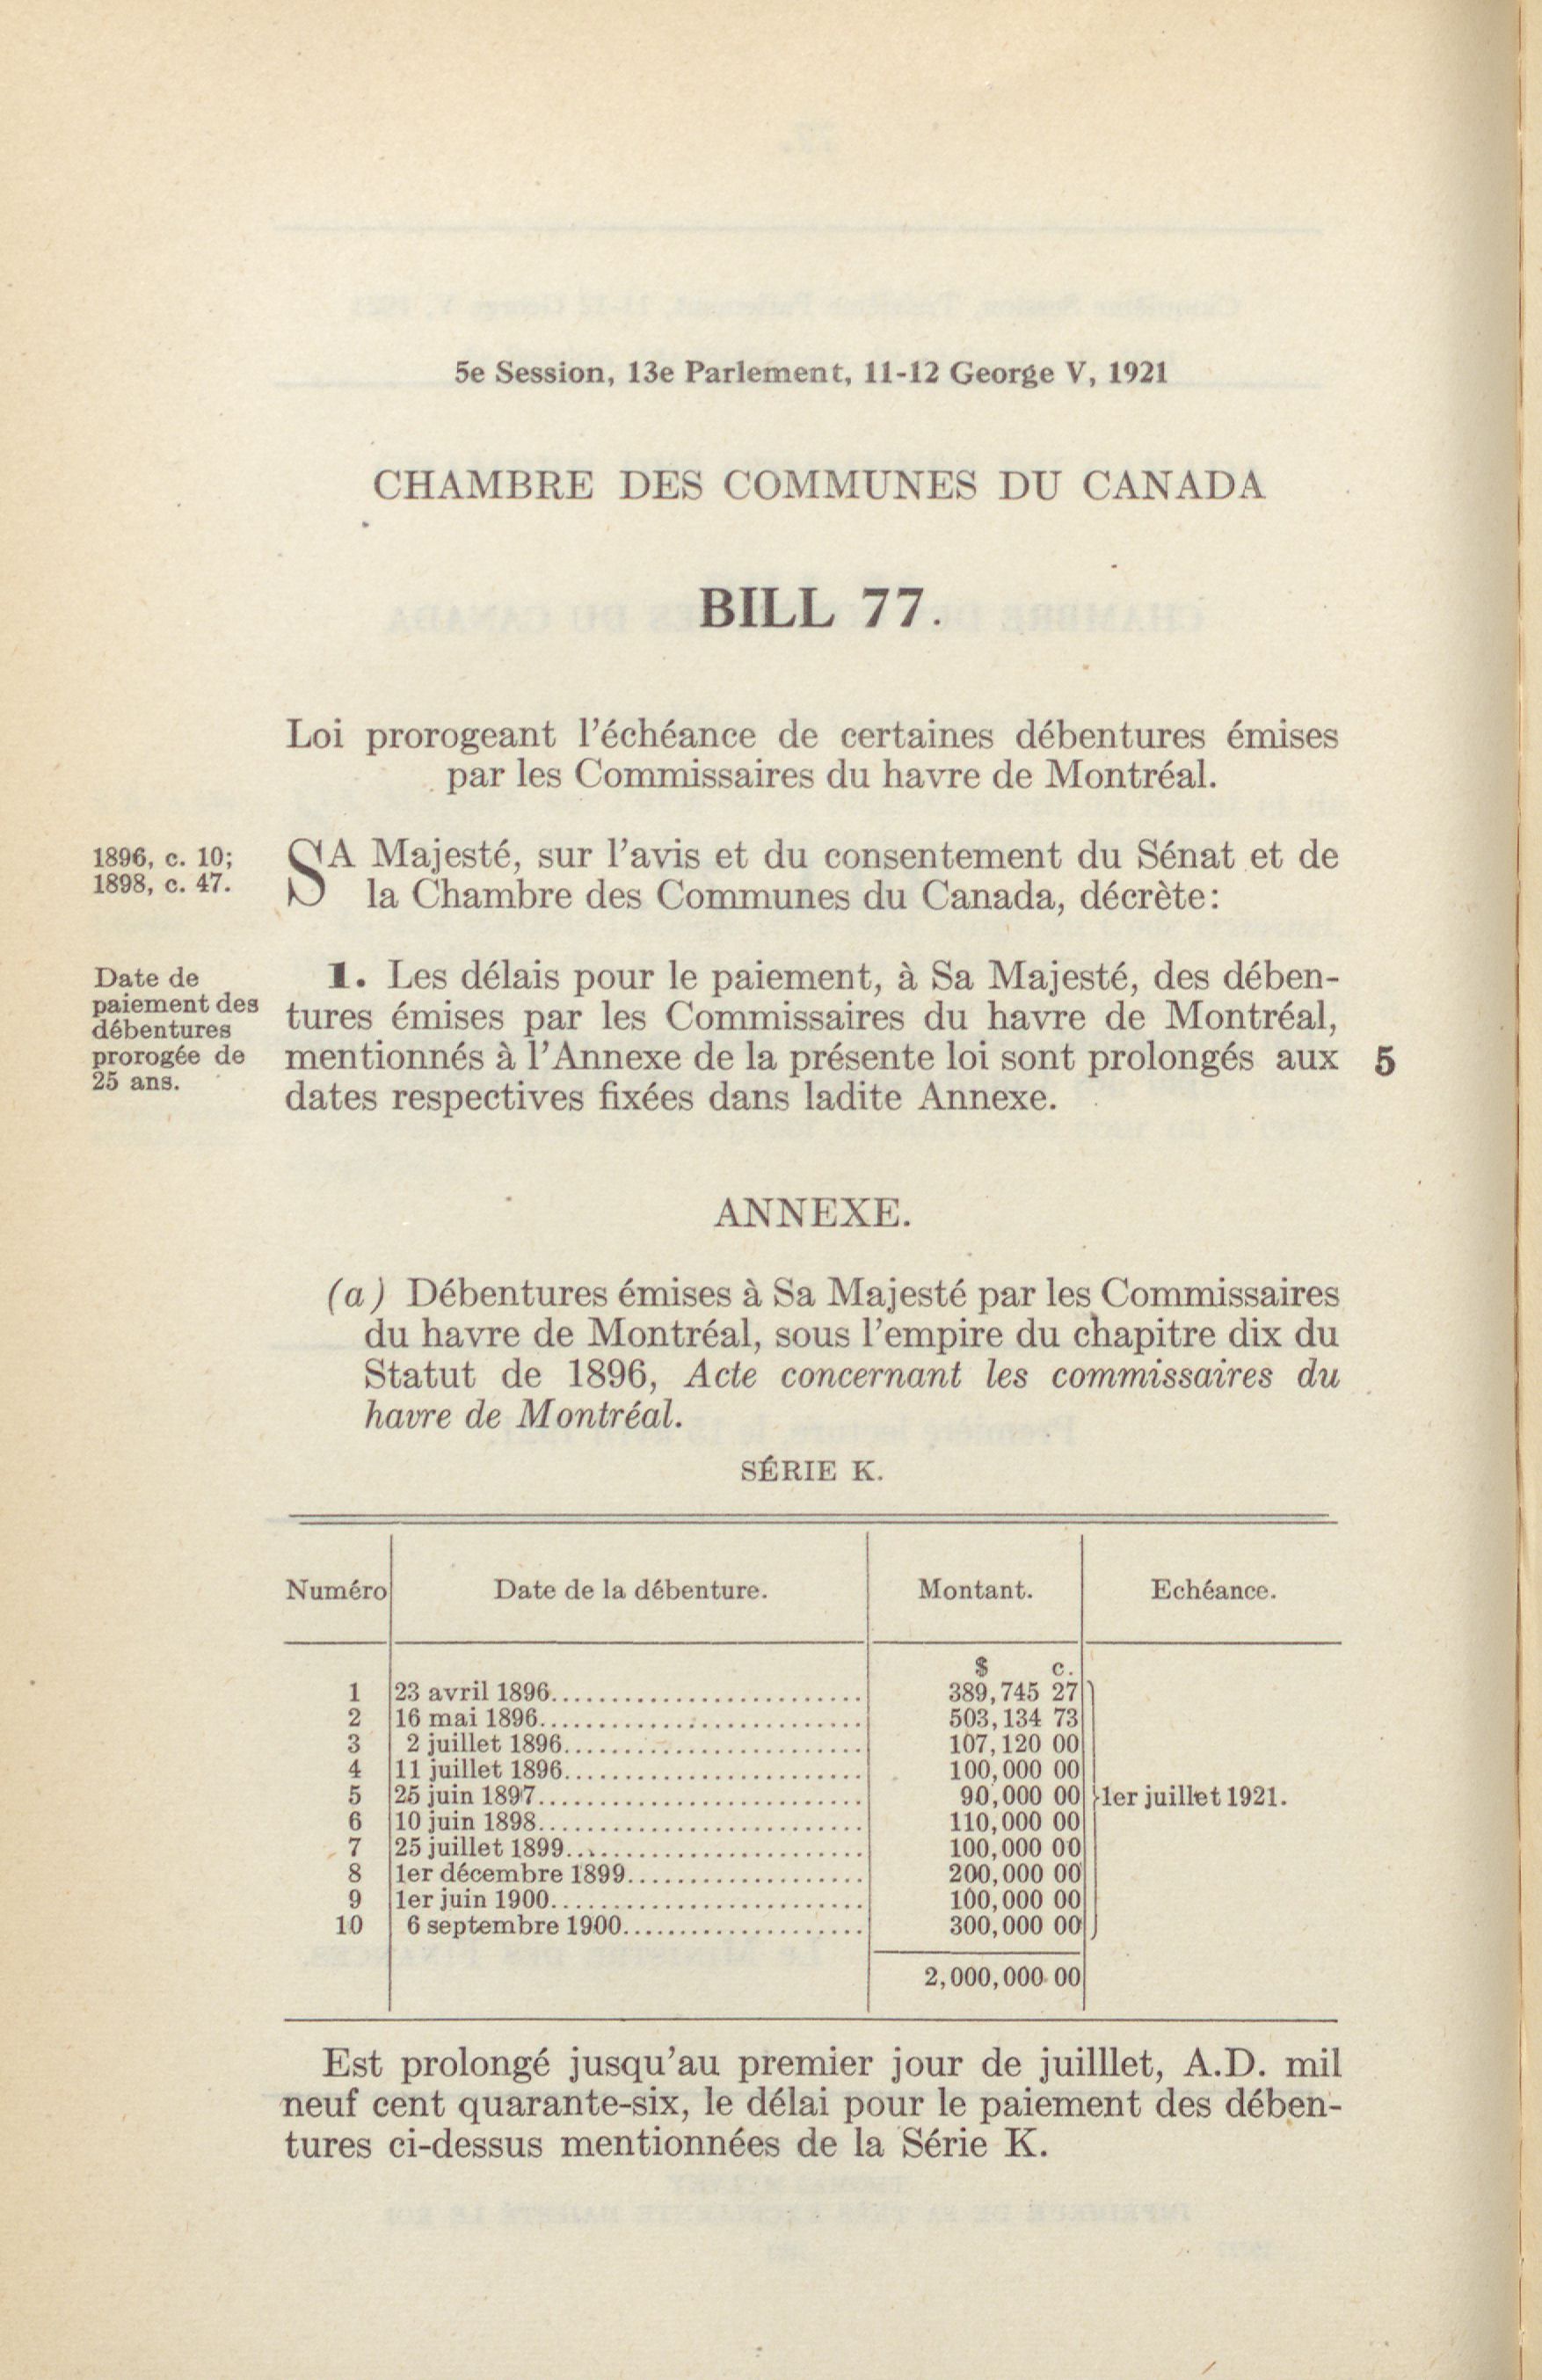 5e Session, 13e Parlement, 11-12 George V, 1921
CHAMBRE DES COMMUNES DU CANADA
BILL 77.
Loi prorogeant l'échéance de certaines débentures émises
par les Commissaires du havre de Montréal.
1896, c. 10;
1898, c. 47.
SA Majesté, sur l'avis et du consentement du Sénat et de
la Chambre des Communes du Canada, décrète:
Date de
paiement des
débentures
prorogée de
25 ans.
1. Les délais pour le paiement, à Sa Majesté, des dében-
tures émises par les Commissaires du havre de Montréal,
mentionnés à l'Annexe de la présente loi sont prolongés aux 5
dates respectives fixées dans ladite Annexe.
ANNEXE.
(a) Débentures émises à Sa Majesté par les Commissaires
du havre de Montréal, sous l'empire du chapitre dix du
Statut de 1896, Acte concernant les commissaires du
havre de Montréal.
SÉRIE K.
Numéro Date de la débenture. Montant. Echéance.
$ c.
1 23 avril 1896 389,745 27
2 16 mai 1896 503,134 73
3 2 juillet 1896 107,120 00
4 11 juillet 1896 100,000 00
5 25 juin 1897 90,000 00 1er juillet 1921.
6 10 juin 1898 110,000 00
7 25 juillet 1899 100,000 00
8 1er décembre 1899 200,000 00
9 1er juin 1900 100,000 00
10 6 septembre 1900 300,000 00
2,000,000 00
Est prolongé jusqu'au premier jour de juilllet, A.D. mil
neuf cent quarante-six, le délai pour le paiement des dében-
tures ci-dessus mentionnées de la Série K.